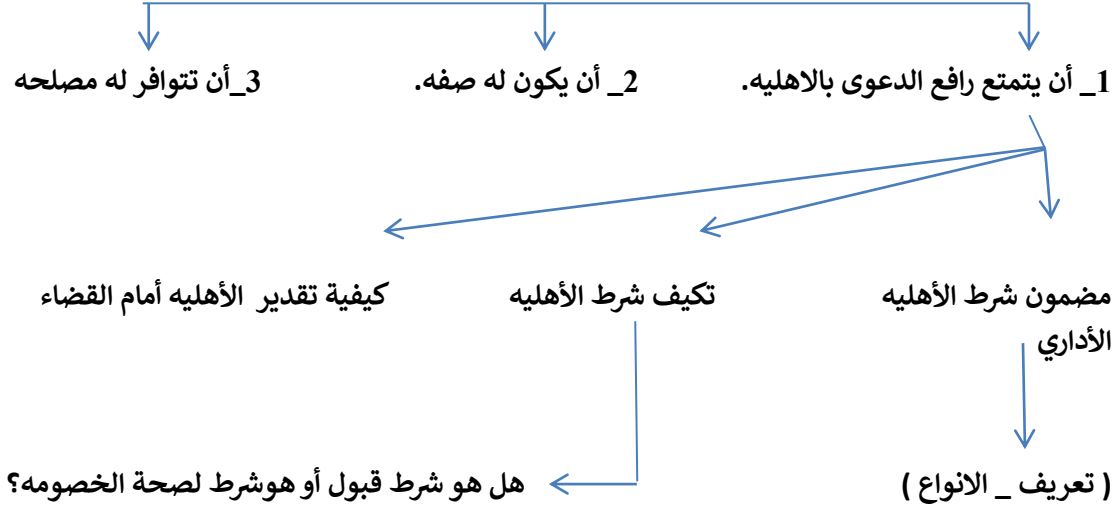 1_ أن يتمتع رافع الدعوى بالاهليه. 2_ أن يكون له صفه. 3_أن تتوافر له مصلحه
مضمون شرط الأهليه تكيف شرط الأهليه كيفية تقدير الأهليه أمام القضاء
الأداري
( تعريف _ الانواع ) هل هو شرط قبول أو هوشرط لصحة الخصومه؟